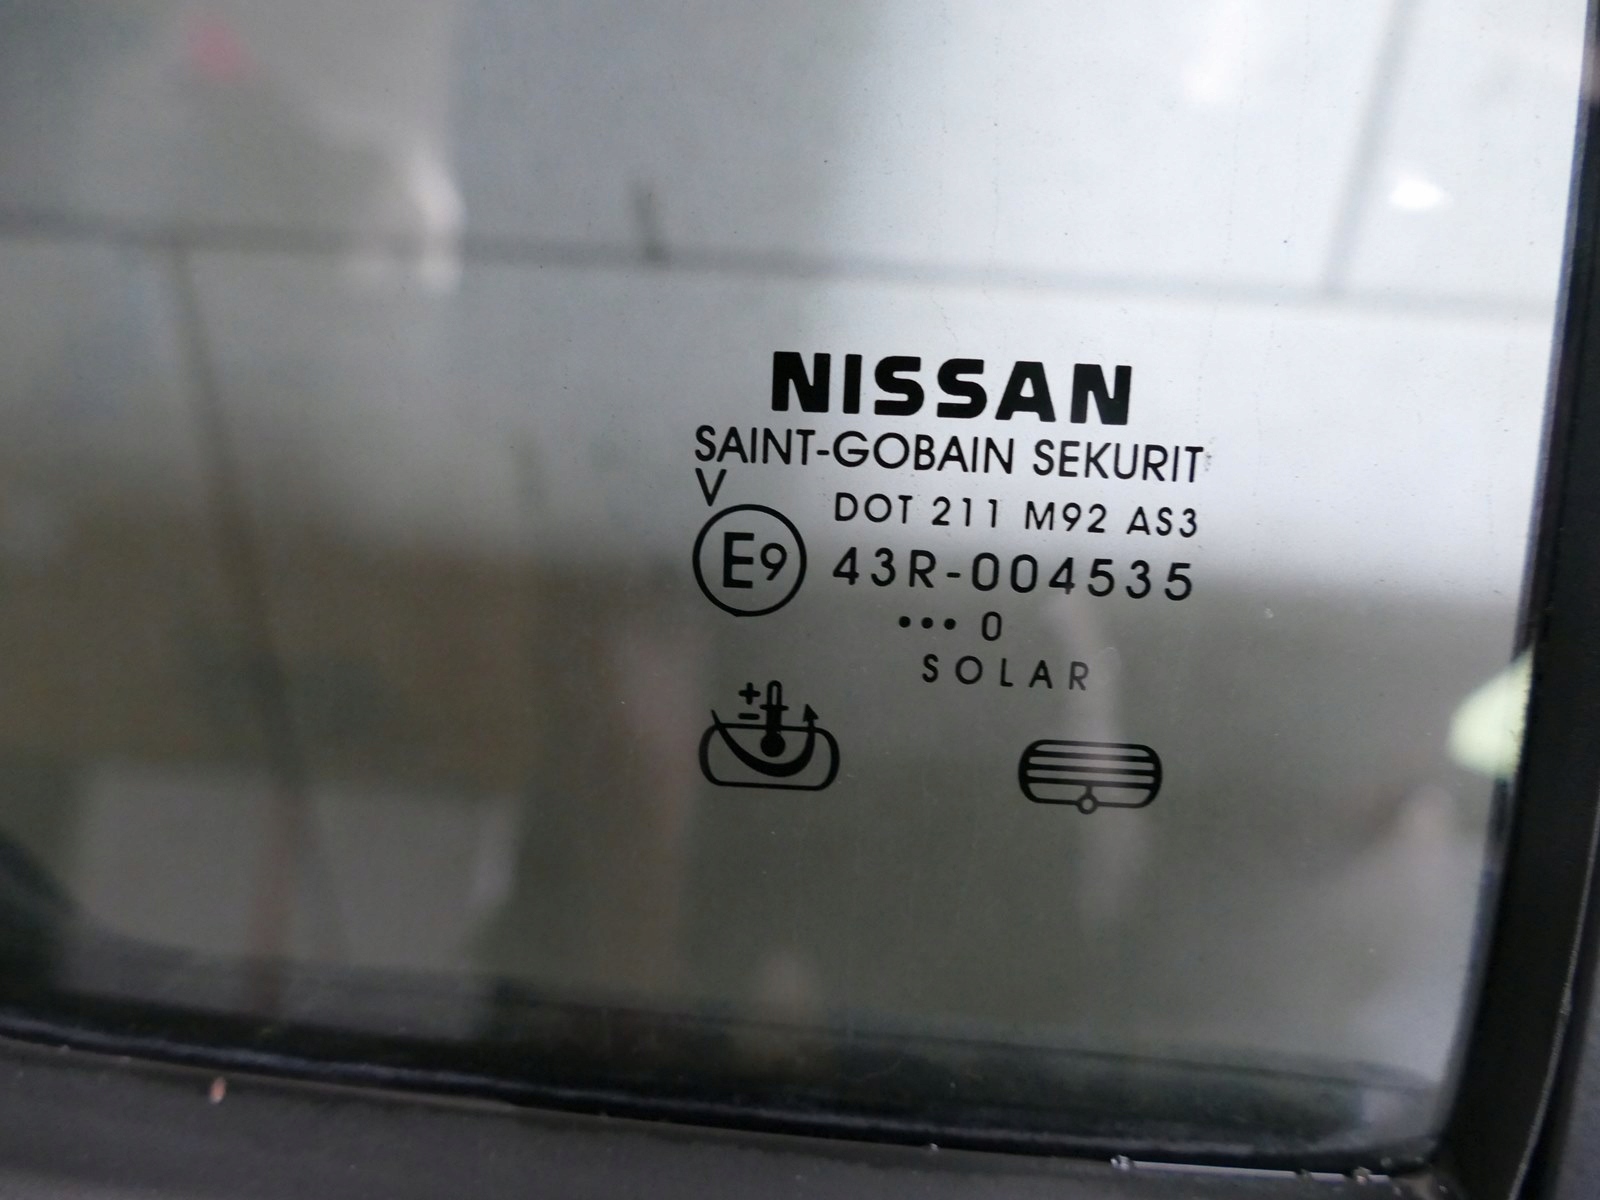 NISSAN
SAINT-GOBAIN SEKURIT
V
DOT 211 M92 AS3
E9 43R-004535
••• 0
SOLAR